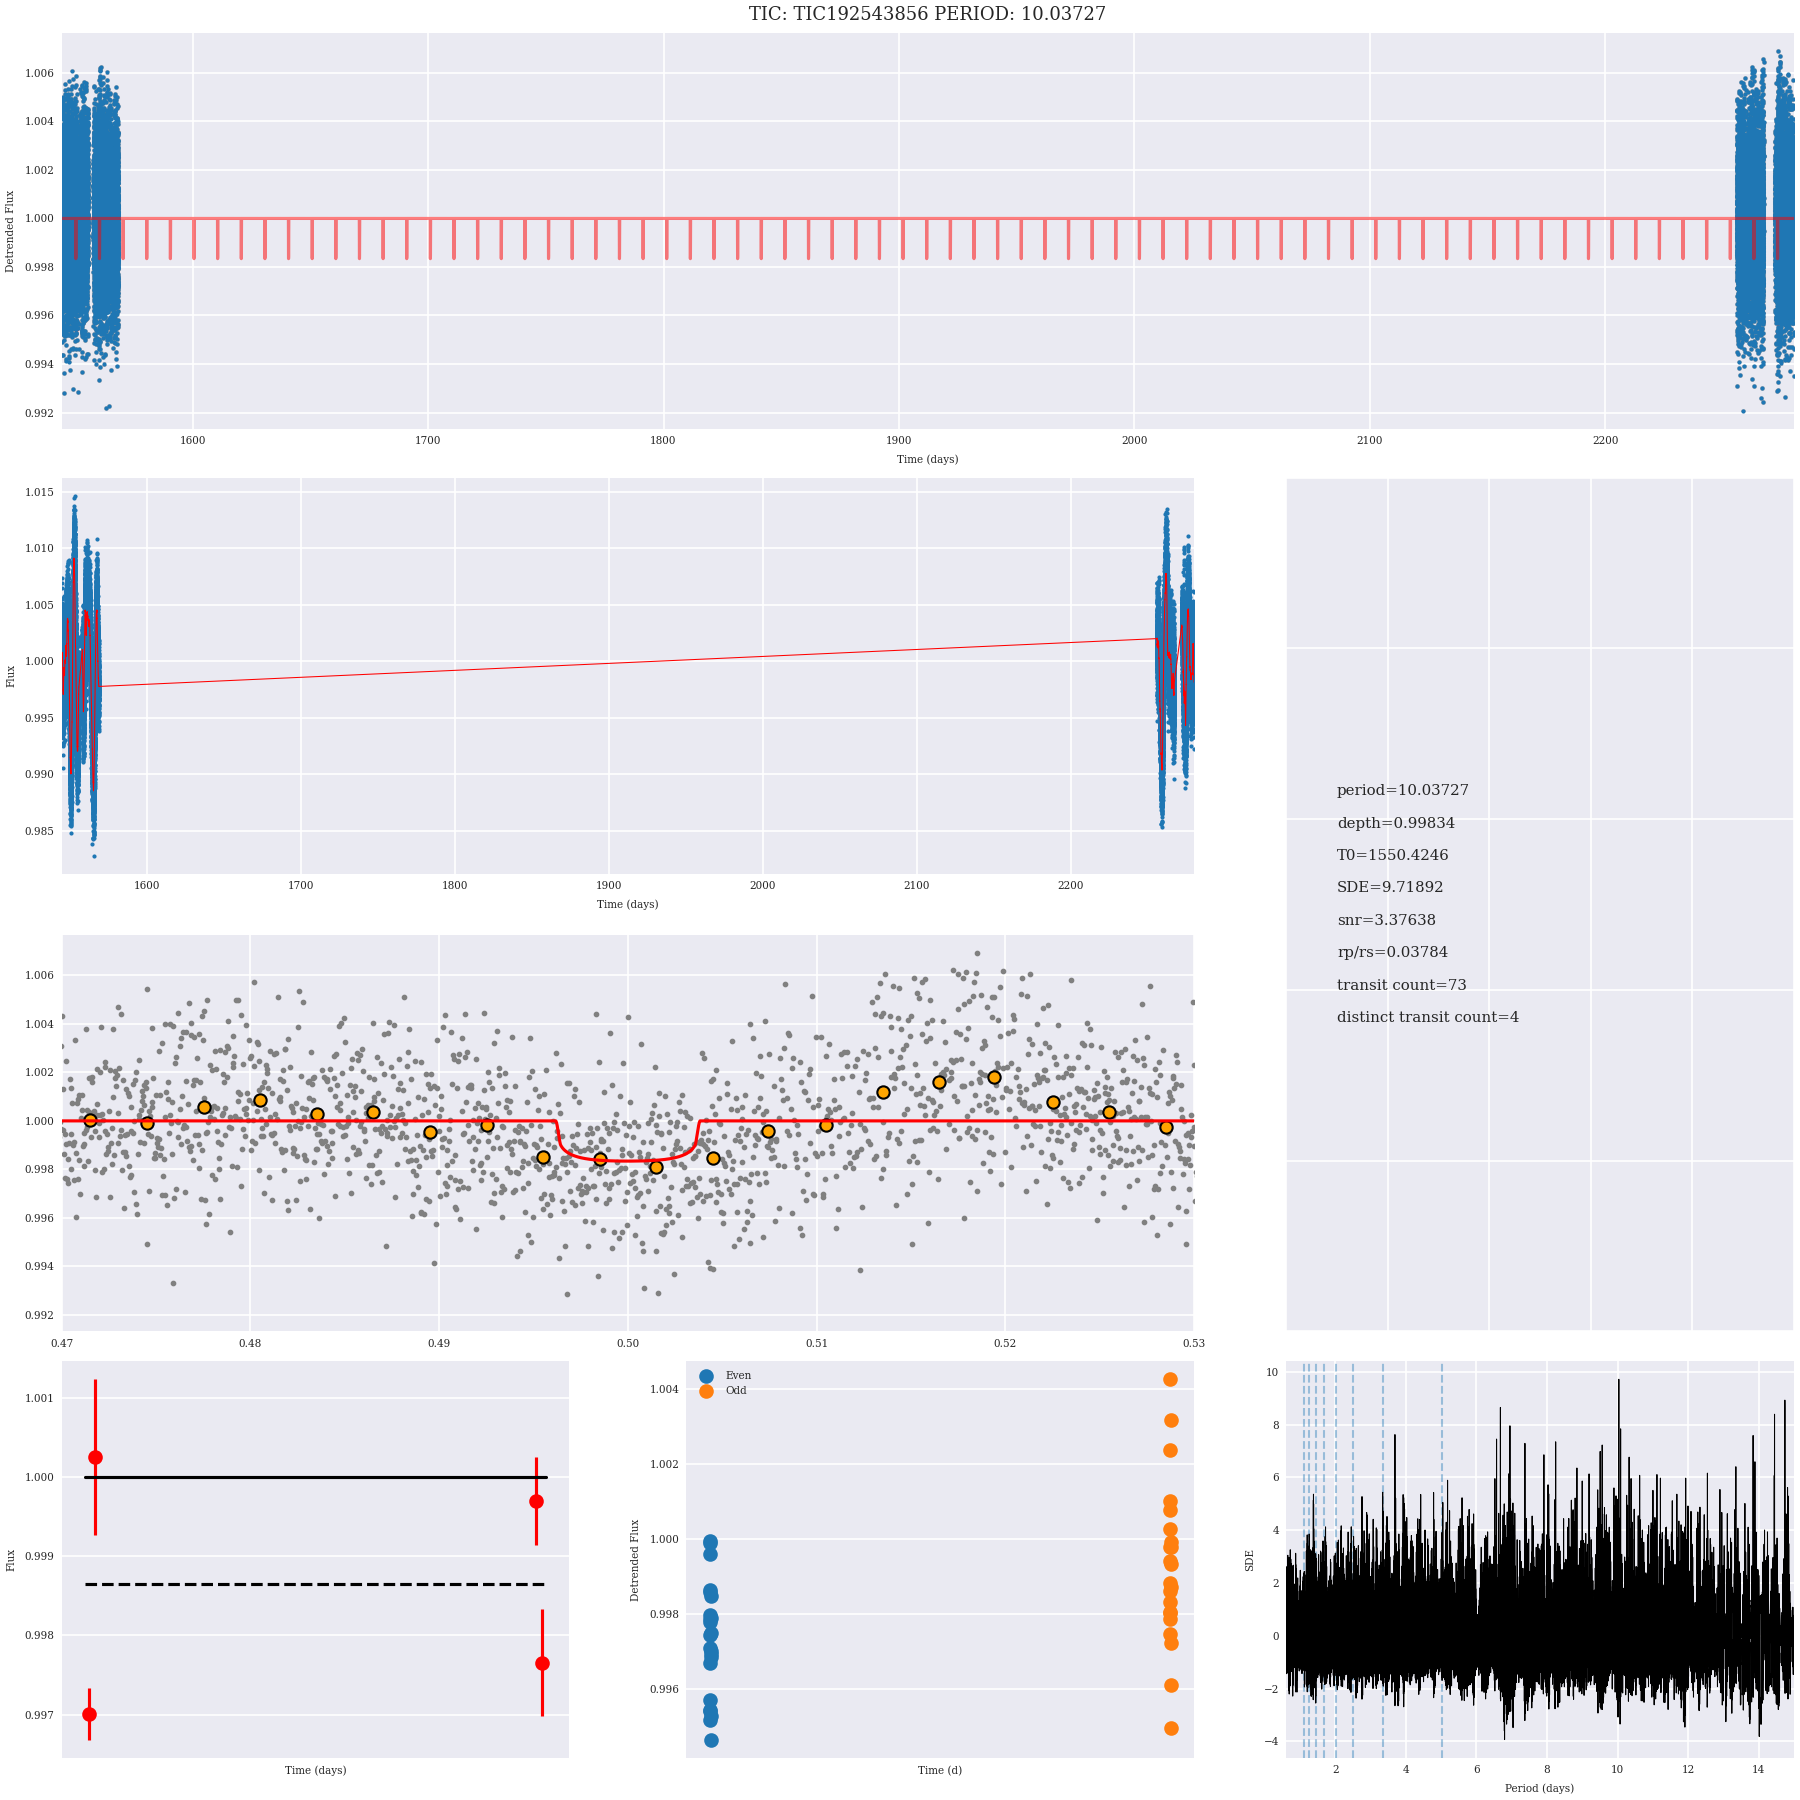 TIC: TIC192543856 PERIOD: 10.03727
1.006
1.004
1.002
1.000
0.998
0.996
0.994
0.992
Detrended Flux
1600 1700 1800 1900 2000 2100 2200
Time (days)
1.015
1.010
1.005
1.000
0.995
0.990
0.985
Flux
1600 1700 1800 1900 2000 2100 2200
Time (days)
period=10.03727
depth=0.99834
T0=1550.4246
SDE=9.71892
snr=3.37638
rp/rs=0.03784
transit count=73
distinct transit count=4
1.006
1.004
1.002
1.000
0.998
0.996
0.994
0.992
0.47 0.48 0.49 0.50 0.51 0.52 0.53
1.001
1.000
0.999
0.998
0.997
Flux
Time (days)
Even
Odd
1.004
1.002
1.000
0.998
0.996
Detrended Flux
Time (d)
10
8
6
4
2
0
−2
−4
SDE
2 4 6 8 10 12 14
Period (days)